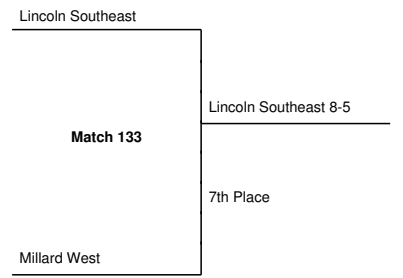 Lincoln Southeast
Lincoln Southeast 8-5
Match 133
7th Place
Millard West